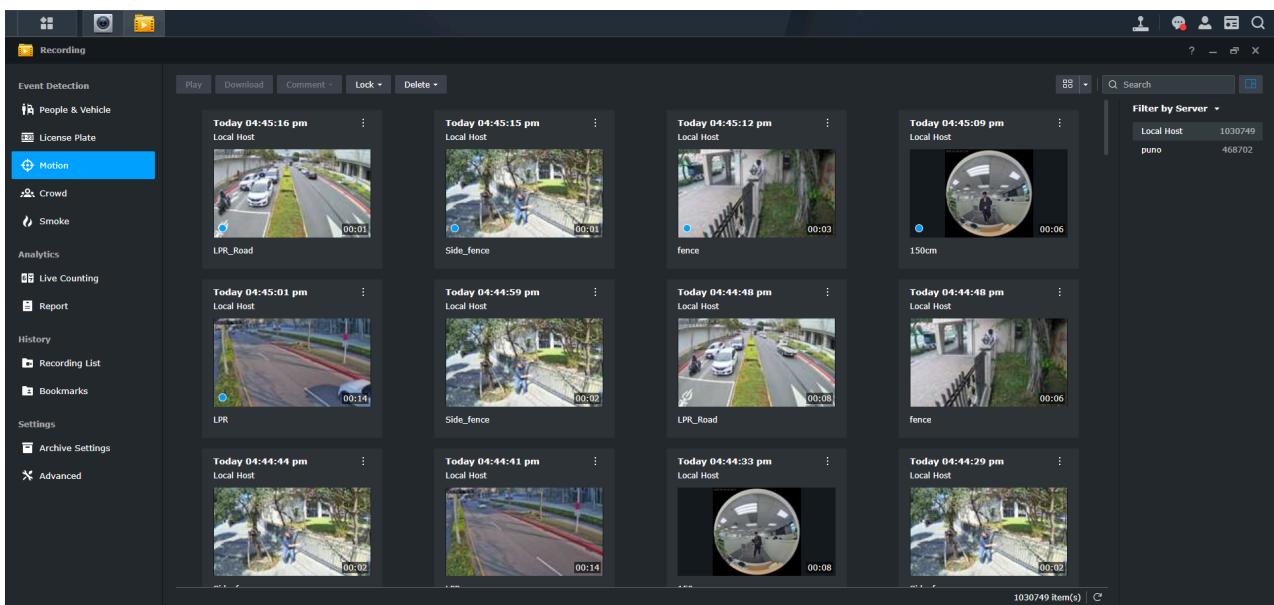 Recording
Event Detection
People & Vehicle
License Plate
Motion
Crowd
Smoke
Analytics
Live Counting
Report
History
Recording List
Bookmarks
Settings
Archive Settings
Advanced
Play Download Comment Lock Delete
Search
Today 04:45:16 pm
Local Host
00:01
LPR_Road
Today 04:45:15 pm
Local Host
00:01
Side_fence
Today 04:45:12 pm
Local Host
00:03
fence
Today 04:45:09 pm
Local Host
00:06
150cm
Today 04:45:01 pm
Local Host
00:14
LPR
Today 04:44:59 pm
Local Host
00:02
Side_fence
Today 04:44:48 pm
Local Host
00:08
LPR_Road
Today 04:44:48 pm
Local Host
00:06
fence
Today 04:44:44 pm
Local Host
00:02
Today 04:44:41 pm
Local Host
00:14
Today 04:44:33 pm
Local Host
00:08
Today 04:44:29 pm
Local Host
00:02
Filter by Server
Local Host 1030749
puno 468702
1030749 item(s)